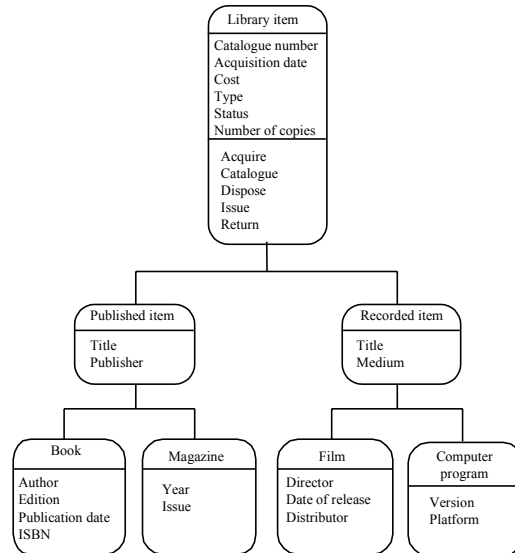 Library item
Catalogue number
Acquisition date
Cost
Type
Status
Number of copies
Acquire
Catalogue
Dispose
Issue
Return
Published item
Title
Publisher
Recorded item
Title
Medium
Book
Author
Edition
Publication date
ISBN
Magazine
Year
Issue
Film
Director
Date of release
Distributor
Computer
program
Version
Platform